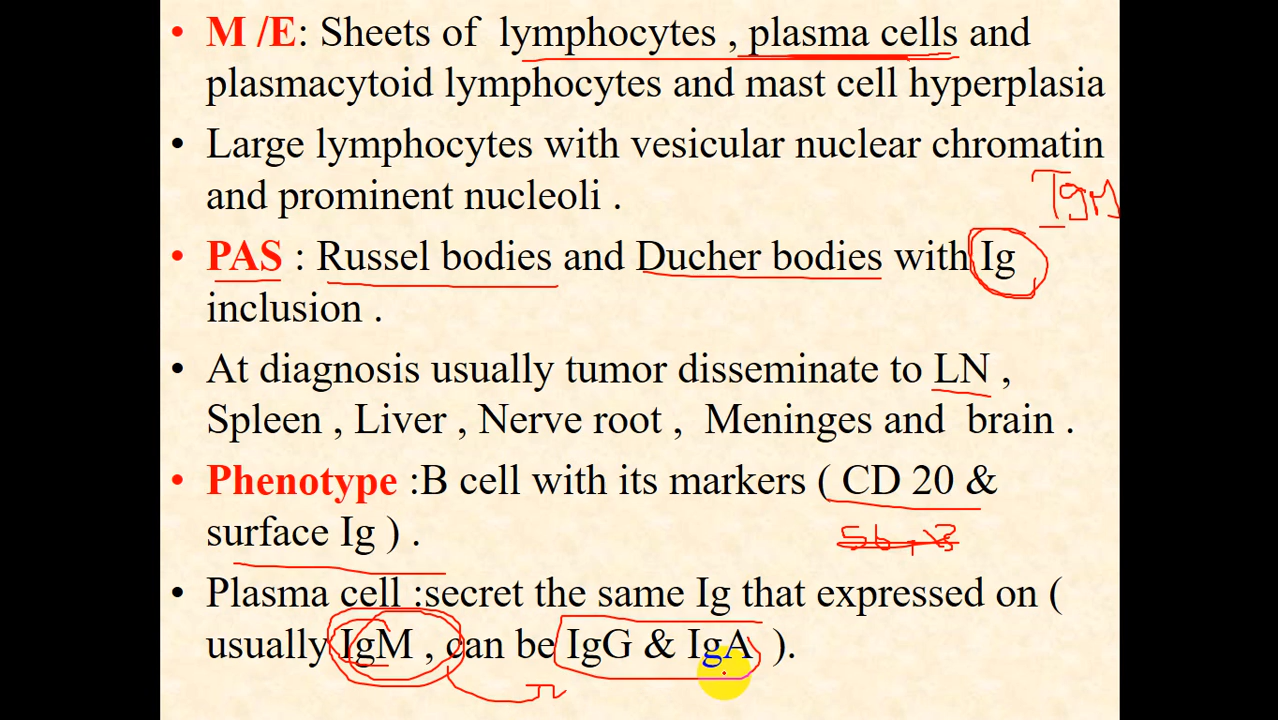 • M /E: Sheets of lymphocytes , plasma cells and
plasmacytoid lymphocytes and mast cell hyperplasia
• Large lymphocytes with vesicular nuclear chromatin
and prominent nucleoli .
IgM
• PAS : Russel bodies and Ducher bodies with Ig
inclusion .
• At diagnosis usually tumor disseminate to LN ,
Spleen , Liver , Nerve root , Meninges and brain .
• Phenotype :B cell with its markers ( CD 20 &
surface Ig ) .
• Plasma cell :secret the same Ig that expressed on (
usually IgM , can be IgG & IgA ).